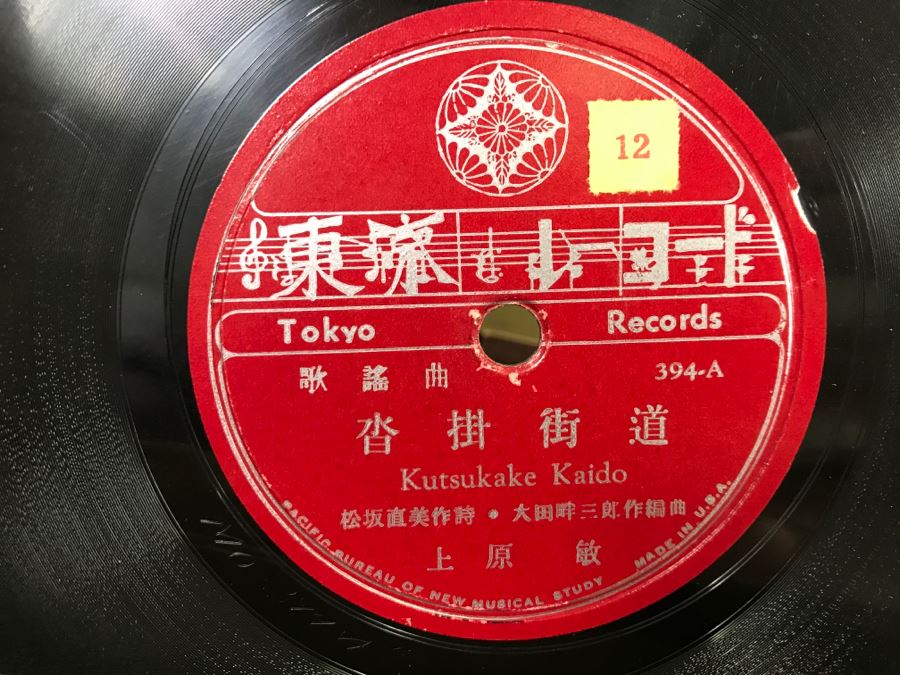 12
東京レコード
Tokyo Records
歌謡曲 394-A
沓掛街道
Kutsukake Kaido
松坂直美作詩・大田畔三郎作編曲
上原 敏
PACIFIC BUREAU OF NEW MUSICAL STUDY MADE IN U.S.A.